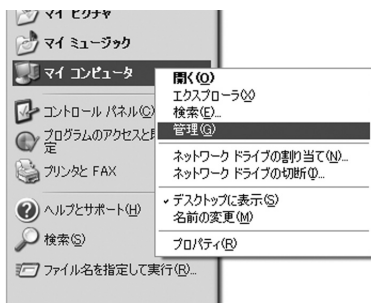 マイ ピクチャ
マイ ミュージック
マイ コンピュータ
コントロール パネル(C)
プログラムのアクセスと
定
プリンタと FAX
ヘルプとサポート(H)
検索(S)
ファイル名を指定して実行(R)...
開く(O)
エクスプローラ(X)
検索(E)...
管理(G)
ネットワーク ドライブの割り当て(N)...
ネットワーク ドライブの切断(I)...
デスクトップに表示(S)
名前の変更(M)
プロパティ(R)